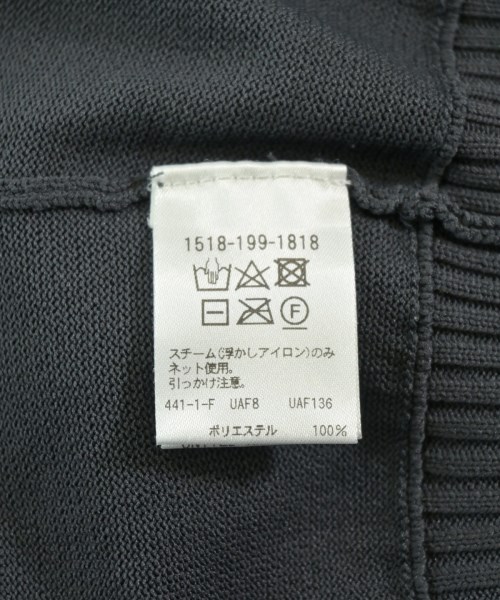 1518-199-1818
F
スチーム(浮かしアイロン)のみ
ネット使用。
引っかけ注意。
441-1-F UAF8 UAF136
ポリエステル 100%